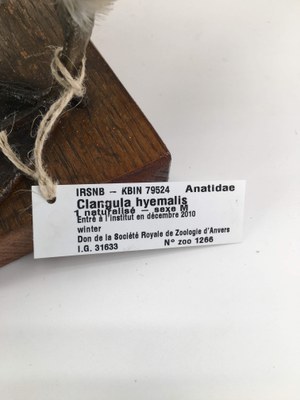 IRSNB – KBIN 79524 Anatidae
Clangula hyemalis
1 naturalisé – sexe M
Entré à l'Institut en décembre 2010
winter
Don de la Société Royale de Zoologie d'Anvers
I.G. 31633 N° zoo 1266